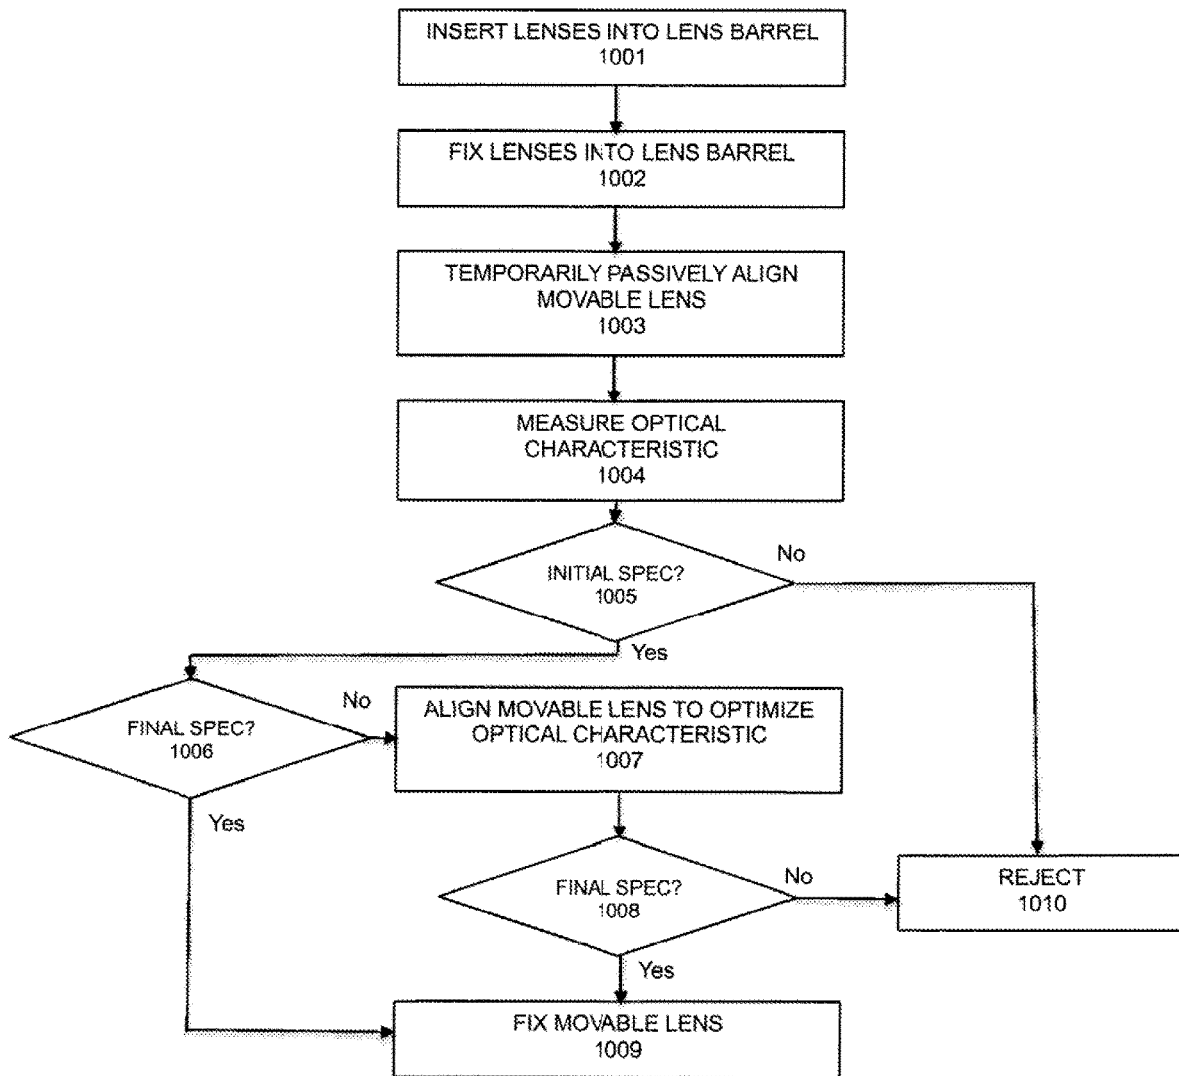 INSERT LENSES INTO LENS BARREL
1001
FIX LENSES INTO LENS BARREL
1002
TEMPORARILY PASSIVELY ALIGN
MOVABLE LENS
1003
MEASURE OPTICAL
CHARACTERISTIC
1004
INITIAL SPEC?
1005
No
Yes
FINAL SPEC?
1006
No
Yes
ALIGN MOVABLE LENS TO OPTIMIZE
OPTICAL CHARACTERISTIC
1007
FINAL SPEC?
1008
No
Yes
REJECT
1010
FIX MOVABLE LENS
1009